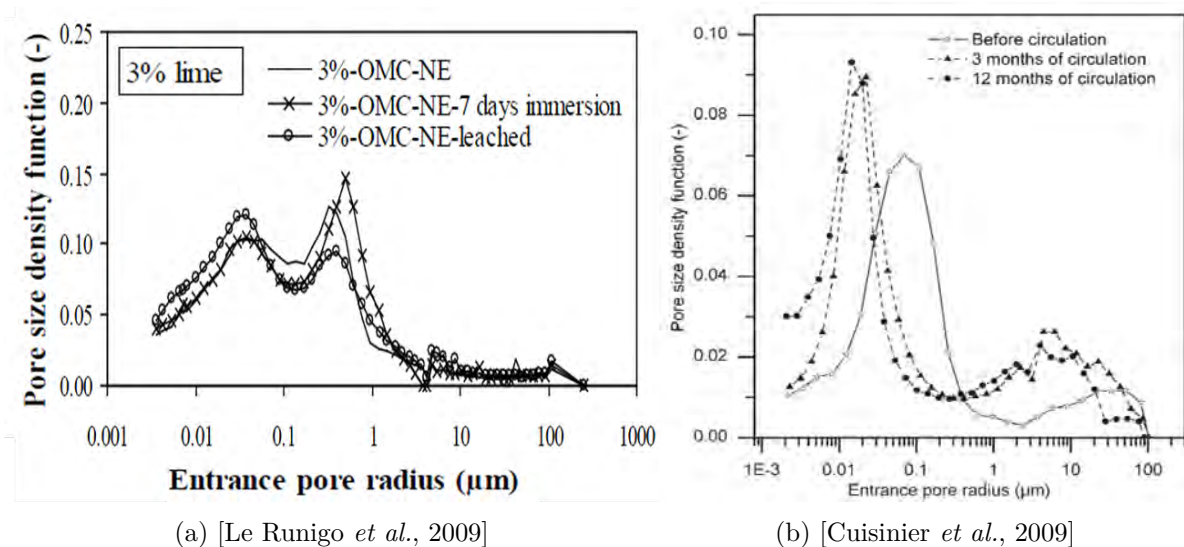 0.25
0.20
0.15
0.10
0.05
0.00
Pore size density function (-)
3% lime
3%-OMC-NE
3%-OMC-NE-7 days immersion
3%-OMC-NE-leached
0.001 0.01 0.1 1 10 100 1000
Entrance pore radius (µm)
(a) [Le Runigo et al., 2009]
0.10
0.08
0.06
0.04
0.02
0.00
Pore size density function (-)
Before circulation
3 months of circulation
12 months of circulation
1E-3 0.01 0.1 1 10 100
Entrance pore radius (µm)
(b) [Cuisinier et al., 2009]